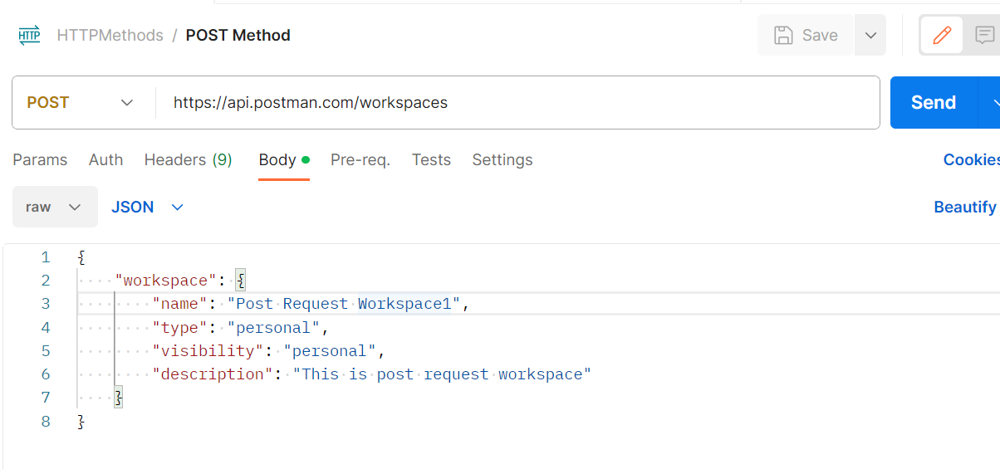 HTTP HTTPMethods / POST Method Save
POST https://api.postman.com/workspaces Send
Params Auth Headers (9) Body Pre-req. Tests Settings Cookies
raw JSON Beautify
1 {
2 "workspace": {
3 "name": "Post Request Workspace1",
4 "type": "personal",
5 "visibility": "personal",
6 "description": "This is post request workspace"
7 }
8 }